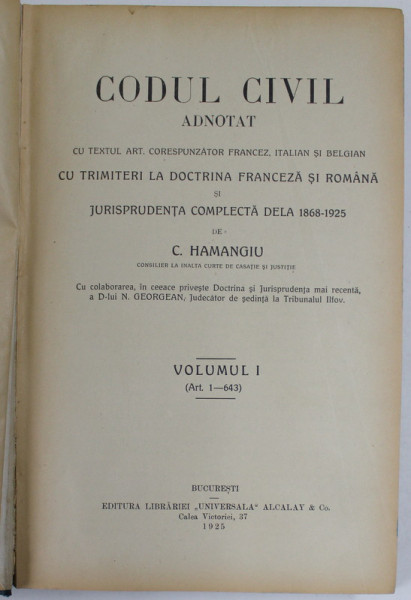 CODUL CIVIL
ADNOTAT
CU TEXTUL ART. CORESPUNZĂTOR FRANCEZ, ITALIAN ȘI BELGIAN
CU TRIMITERI LA DOCTRINA FRANCEZĂ ȘI ROMÂNĂ
ȘI
JURISPRUDENȚA COMPLECTĂ DELA 1868-1925
DE
C. HAMANGIU
CONSILIER LA INALTA CURTE DE CASAȚIE ȘI JUSTIȚIE
Cu colaborarea, în ceeace privește Doctrina și Jurisprudența mai recentă,
a D-lui N. GEORGEAN, Judecător de ședință la Tribunalul Ilfov.
VOLUMUL I
(Art. 1—643)
BUCUREȘTI
EDITURA LIBRĂRIEI „UNIVERSALA“ ALCALAY & Co.
Calea Victoriei, 37
1925